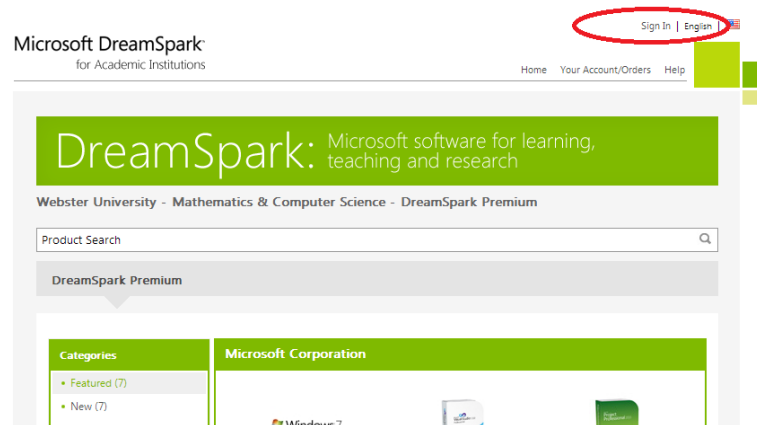 Sign In | English |
Microsoft DreamSpark
for Academic Institutions
Home Your Account/Orders Help
DreamSpark: Microsoft software for learning,
teaching and research
Webster University - Mathematics & Computer Science - DreamSpark Premium
Product Search
DreamSpark Premium
Categories
Microsoft Corporation
• Featured (7)
• New (7)
Windows 7